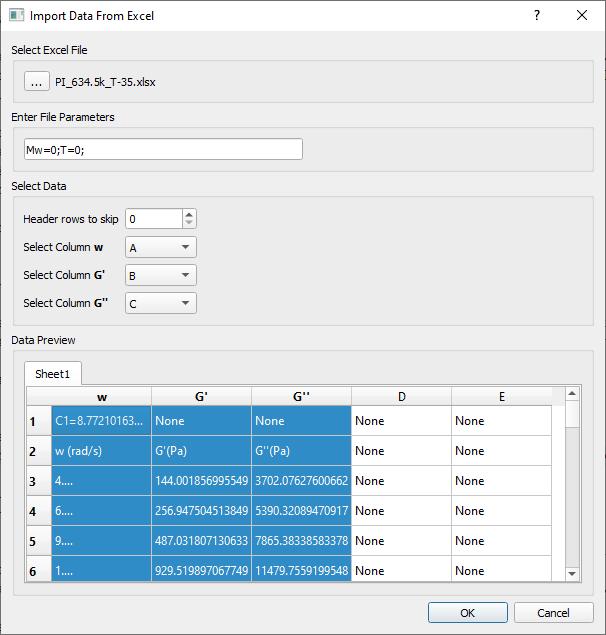 Import Data From Excel ?
Select Excel File
... PI_634.5k_T-35.xlsx
Enter File Parameters
Mw=0;T=0;
Select Data
Header rows to skip 0
Select Column w A
Select Column G' B
Select Column G'' C
Data Preview
Sheet1
w G' G'' D E
1 C1=8.77210163... None None None None
2 w (rad/s) G'(Pa) G''(Pa) None None
3 4.... 144.001856995549 3702.07627600662 None None
4 6.... 256.947504513849 5390.32089470917 None None
5 9.... 487.031807130633 7865.38338583378 None None
6 1.... 929.519897067749 11479.7559199548 None None
OK Cancel